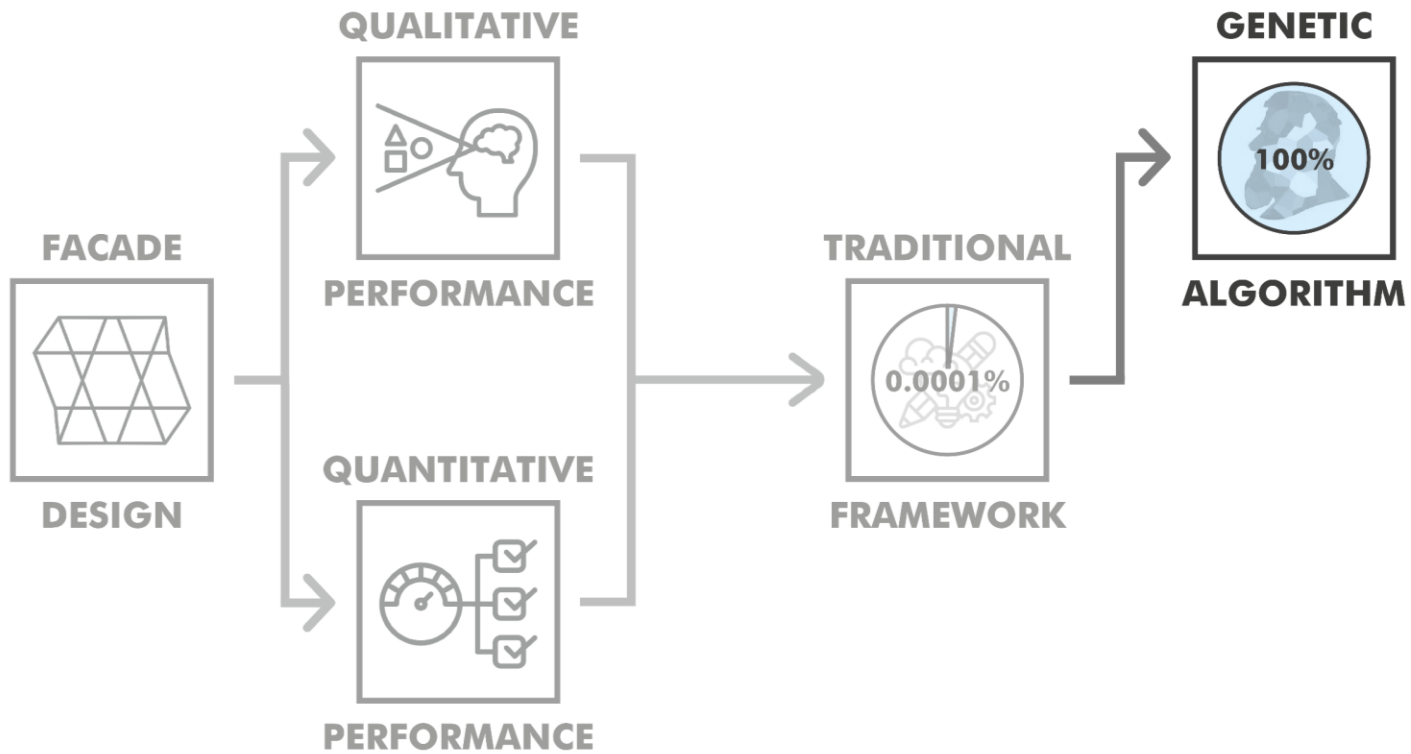 FACADE
DESIGN
QUALITATIVE
PERFORMANCE
QUANTITATIVE
PERFORMANCE
TRADITIONAL
0.0001%
FRAMEWORK
GENETIC
100%
ALGORITHM